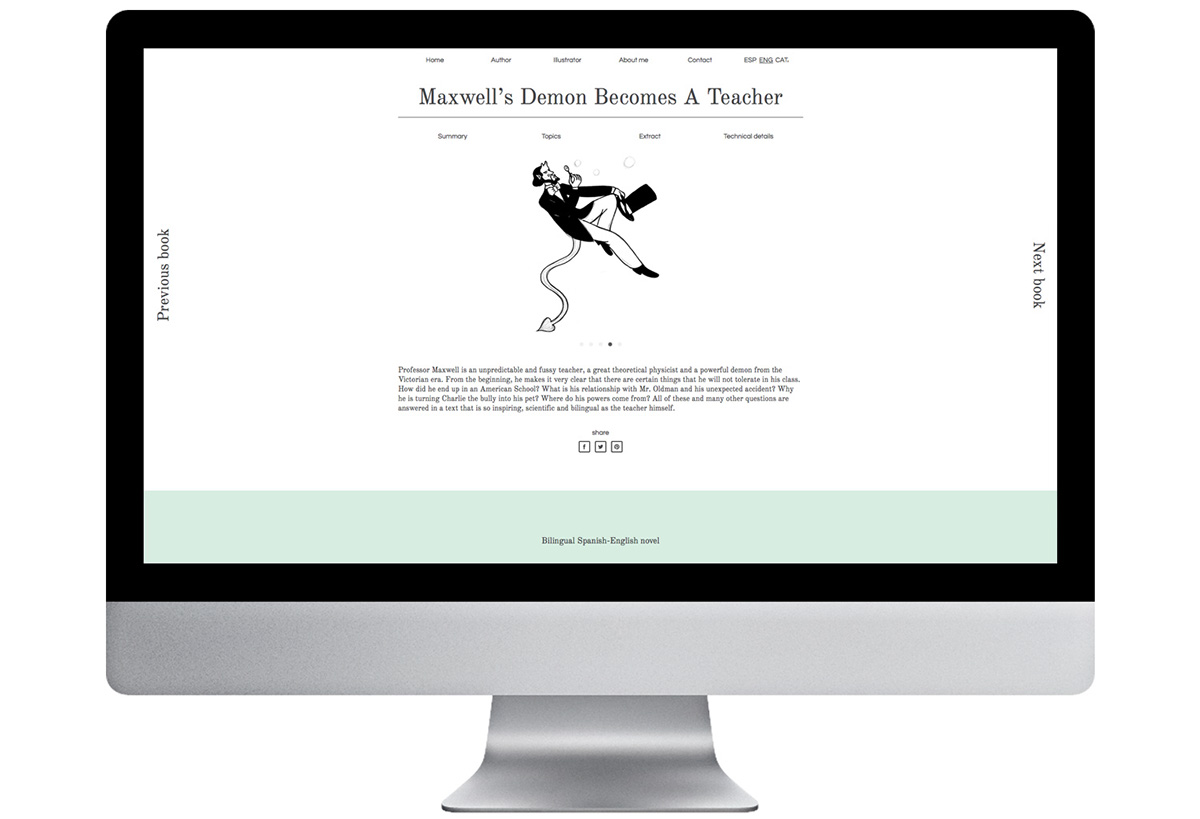 Home Author Illustrator About me Contact ESP ENG CAT
Maxwell's Demon Becomes A Teacher
Summary Topics Extract Technical details
Previous book
Next book
Professor Maxwell is an unpredictable and fussy teacher, a great theoretical physicist and a powerful demon from the
Victorian era. From the beginning, he makes it very clear that there are certain things that he will not tolerate in his class.
How did he end up in an American School? What is his relationship with Mr. Oldman and his unexpected accident? Why
he is turning Charlie the bully into his pet? Where do his powers come from? All of these and many other questions are
answered in a text that is so inspiring, scientific and bilingual as the teacher himself.
share
Bilingual Spanish-English novel